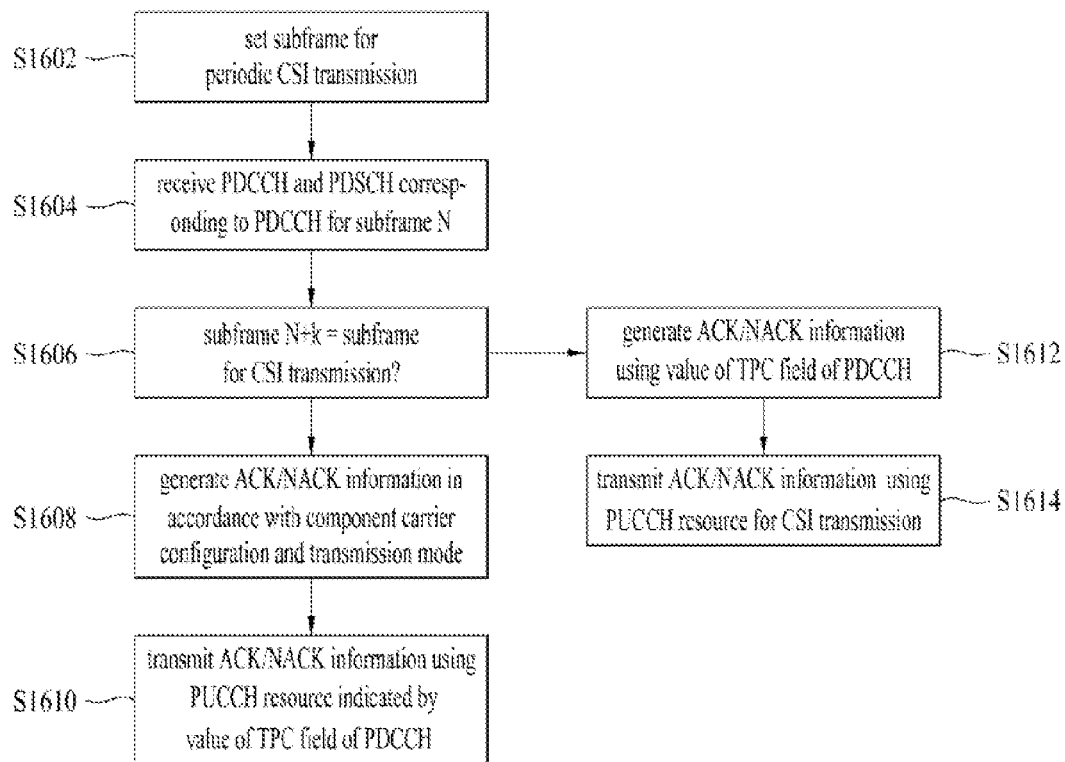 S1602
set subframe for
periodic CSI transmission
S1604
receive PDCCH and PDSCH corresp-
onding to PDCCH for subframe N
S1606
subframe N+k = subframe
for CSI transmission?
generate ACK/NACK information
using value of TPC field of PDCCH
S1612
S1608
generate ACK/NACK information in
accordance with component carrier
configuration and transmission mode
transmit ACK/NACK information using
PUCCH resource for CSI transmission
S1614
S1610
transmit ACK/NACK information using
PUCCH resource indicated by
value of TPC field of PDCCH